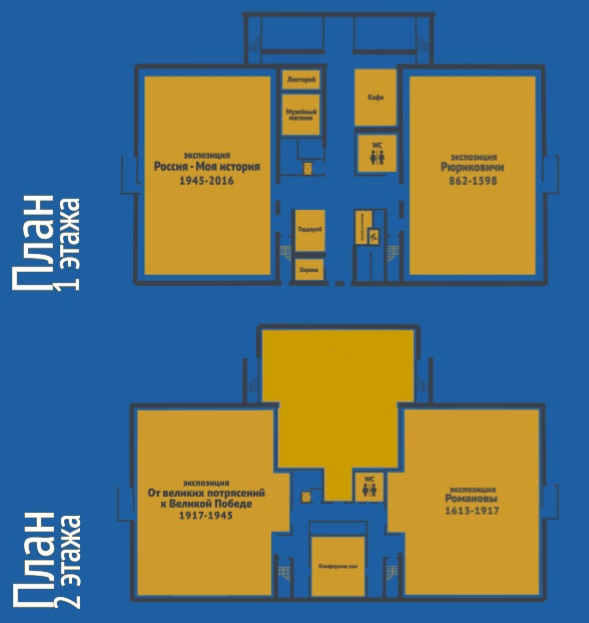 План
1 этажа
Лекторий
Музейный
магазин
Кафе
WC
экспозиция
Россия - Моя история
1945-2016
экспозиция
Рюриковичи
862-1598
Гардероб
Охрана
План
2 этажа
WC
экспозиция
От великих потрясений
к Великой Победе
1917-1945
экспозиция
Романовы
1613-1917
Конференц зал